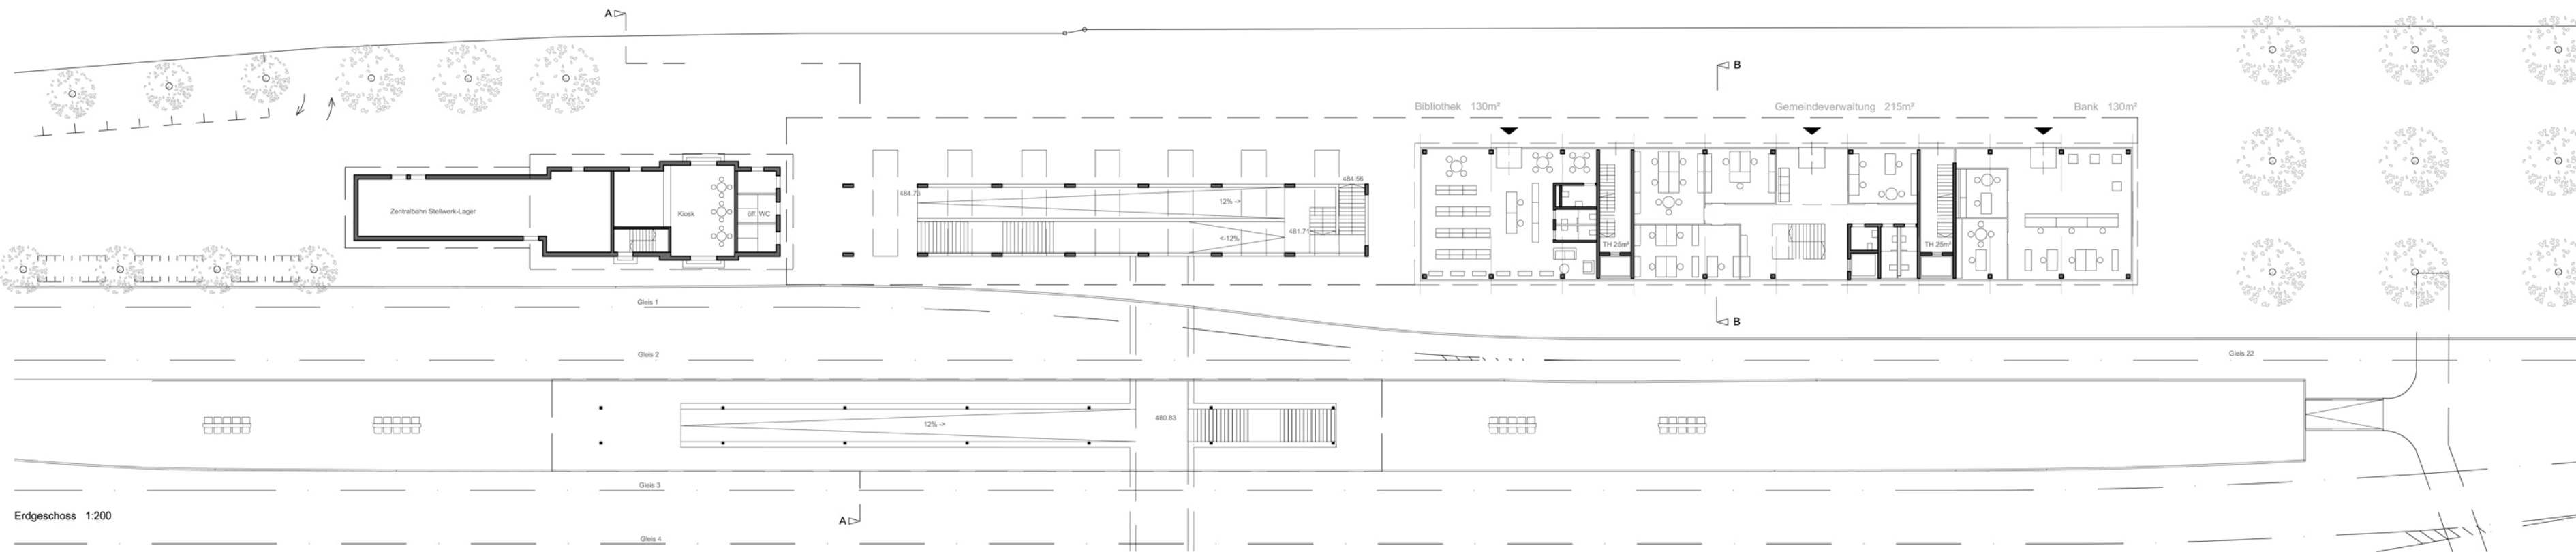 A
B
Bibliothek 130m²
Gemeindeverwaltung 215m²
Bank 130m²
484.56
484.73
12% ->
Zentralbahn Stellwerk-Lager
Kiosk
öff. WC
481.71
<-12%
TH 25m²
TH 25m²
Gleis 1
B
Gleis 2
Gleis 22
480.83
12% ->
Gleis 3
Erdgeschoss 1:200
A
Gleis 4